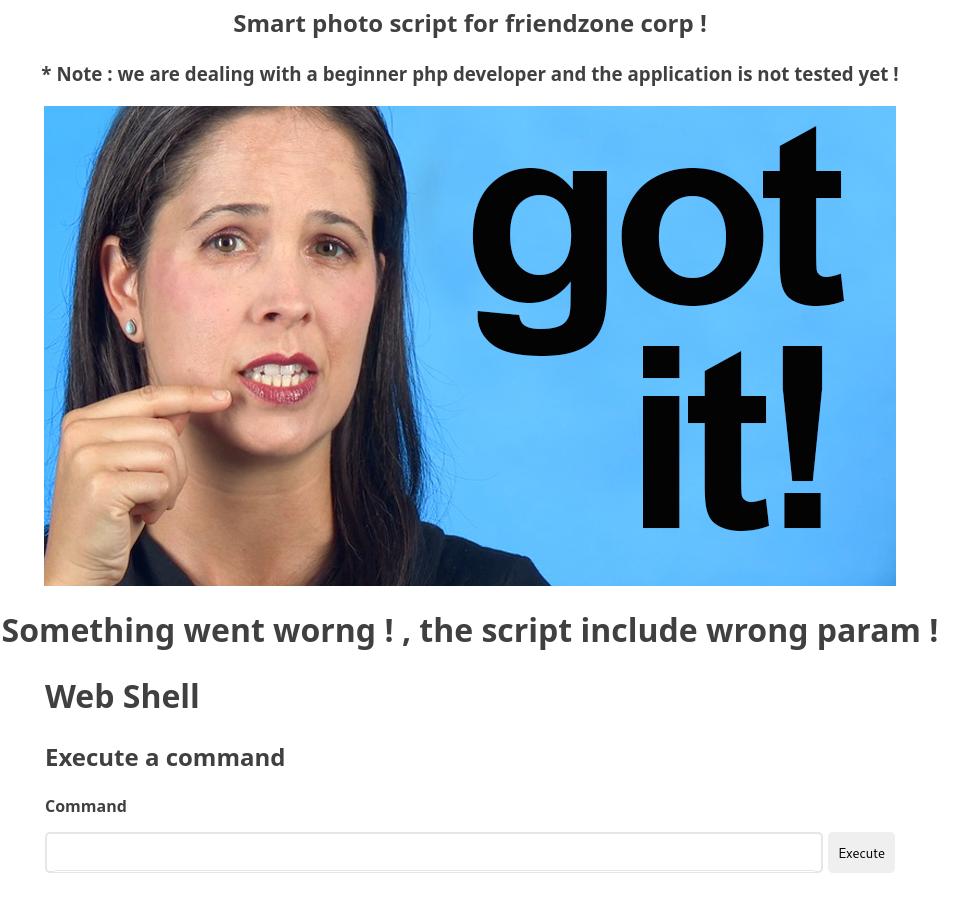 Smart photo script for friendzone corp !
* Note : we are dealing with a beginner php developer and the application is not tested yet !
got
it!
Something went worng ! , the script include wrong param !
Web Shell
Execute a command
Command
Execute